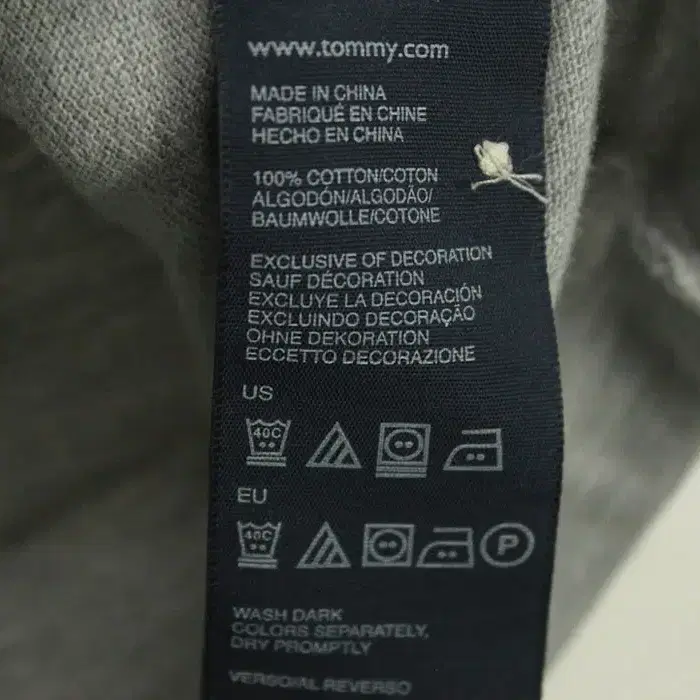 www.tommy.com
MADE IN CHINA
FABRIQUÉ EN CHINE
HECHO EN CHINA
100% COTTON/COTON
ALGODÓN/ALGODÃO/
BAUMWOLLE/COTONE
EXCLUSIVE OF DECORATION
SAUF DÉCORATION
EXCLUYE LA DECORACIÓN
EXCLUINDO DECORAÇÃO
OHNE DEKORATION
ECCETTO DECORAZIONE
US
40C
EU
40C
P
WASH DARK
COLORS SEPARATELY,
DRY PROMPTLY
VERSO/AL REVERSO